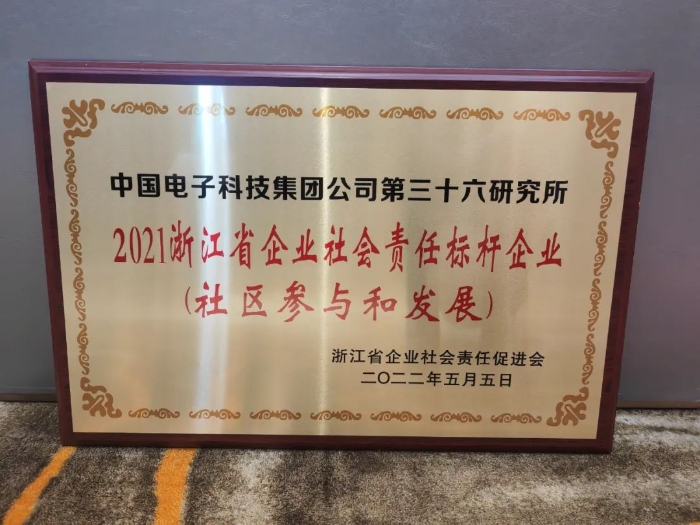 中国电子科技集团公司第三十六研究所
2021浙江省企业社会责任标杆企业
(社区参与和发展)
浙江省企业社会责任促进会
二〇二二年五月五日